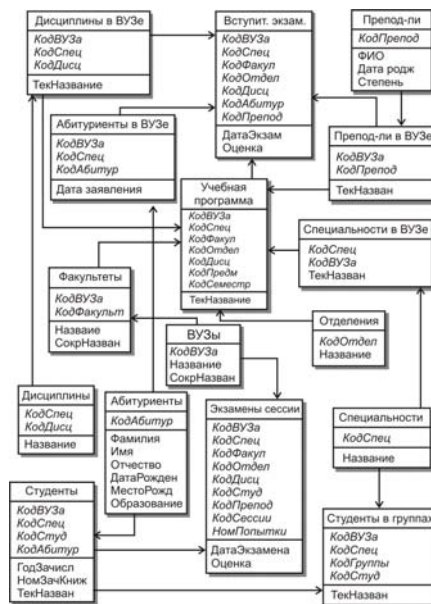 Дисциплины в ВУЗе
КодВУЗа
КодСпец
КодДисц
ТекНазвание
Вступит. экзам.
КодВУЗа
КодСпец
КодФакул
КодОтдел
КодДисц
КодАбитур
КодПрепод
ДатаЭкзам
Оценка
Препод-ли
КодПрепод
ФИО
Дата родж
Степень
Абитуриенты в ВУЗе
КодВУЗа
КодСпец
КодАбитур
Дата заявления
Препод-ли в ВУЗе
КодВУЗа
КодПрепод
ТекНазван
Учебная
программа
КодВУЗа
КодСпец
КодФакул
КодОтдел
КодДисц
КодПредм
КодСеместр
ТекНазвание
Специальности в ВУЗе
КодСпец
КодВУЗа
ТекНазван
Факультеты
КодВУЗа
КодФакульт
Назваие
СокрНазван
ВУЗы
КодВУЗа
Название
СокрНазван
Отделения
КодОтдел
Название
Дисциплины
КодСпец
КодДисц
Название
Абитуриенты
КодАбитур
Фамилия
Имя
Отчество
ДатаРожден
МестоРожд
Образование
Экзамены сессии
КодВУЗа
КодСпец
КодФакул
КодОтдел
КодДисц
КодСтуд
КодПрепод
КодСессии
НомПопытки
ДатаЭкзамена
Оценка
Специальности
КодСпец
Название
Студенты
КодВУЗа
КодСпец
КодСтуд
КодАбитур
ГодЗачисл
НомЗачКниж
ТекНазван
Студенты в группах
КодВУЗа
КодСпец
КодГруппы
КодСтуд
ТекНазван